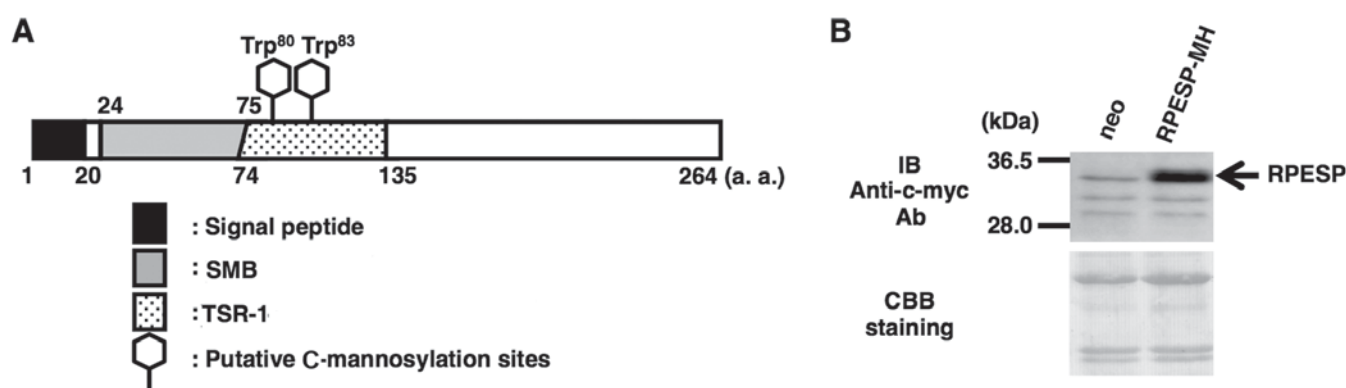 A
Trp80 Trp83
24 75
1 20 74 135 264 (a. a.)
: Signal peptide
: SMB
: TSR-1
: Putative C-mannosylation sites
B
neo RPESP-MH
(kDa)
36.5
28.0
IB
Anti-c-myc
Ab
RPESP
CBB
staining